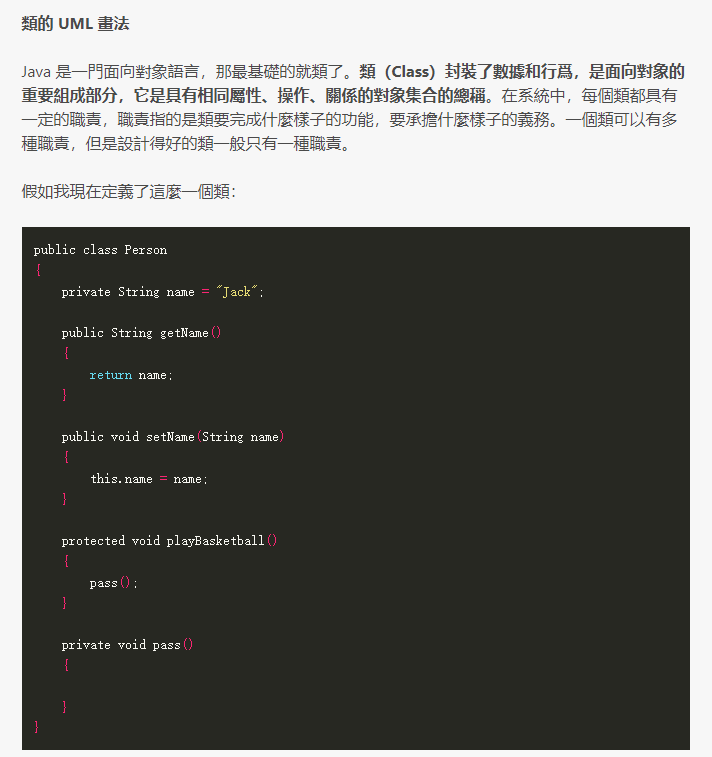 類的 UML 畫法
Java 是一門面向對象語言，那最基礎的就類了。類（Class）封裝了數據和行爲，是面向對象的
重要組成部分，它是具有相同屬性、操作、關係的對象集合的總稱。在系統中，每個類都具有
一定的職責，職責指的是類要完成什麼樣子的功能，要承擔什麼樣子的義務。一個類可以有多
種職責，但是設計得好的類一般只有一種職責。
假如我現在定義了這麼一個類：
public class Person
{
    private String name = "Jack";
    public String getName()
    {
        return name;
    }
    public void setName(String name)
    {
        this.name = name;
    }
    protected void playBasketball()
    {
        pass();
    }
    private void pass()
    {
    }
}